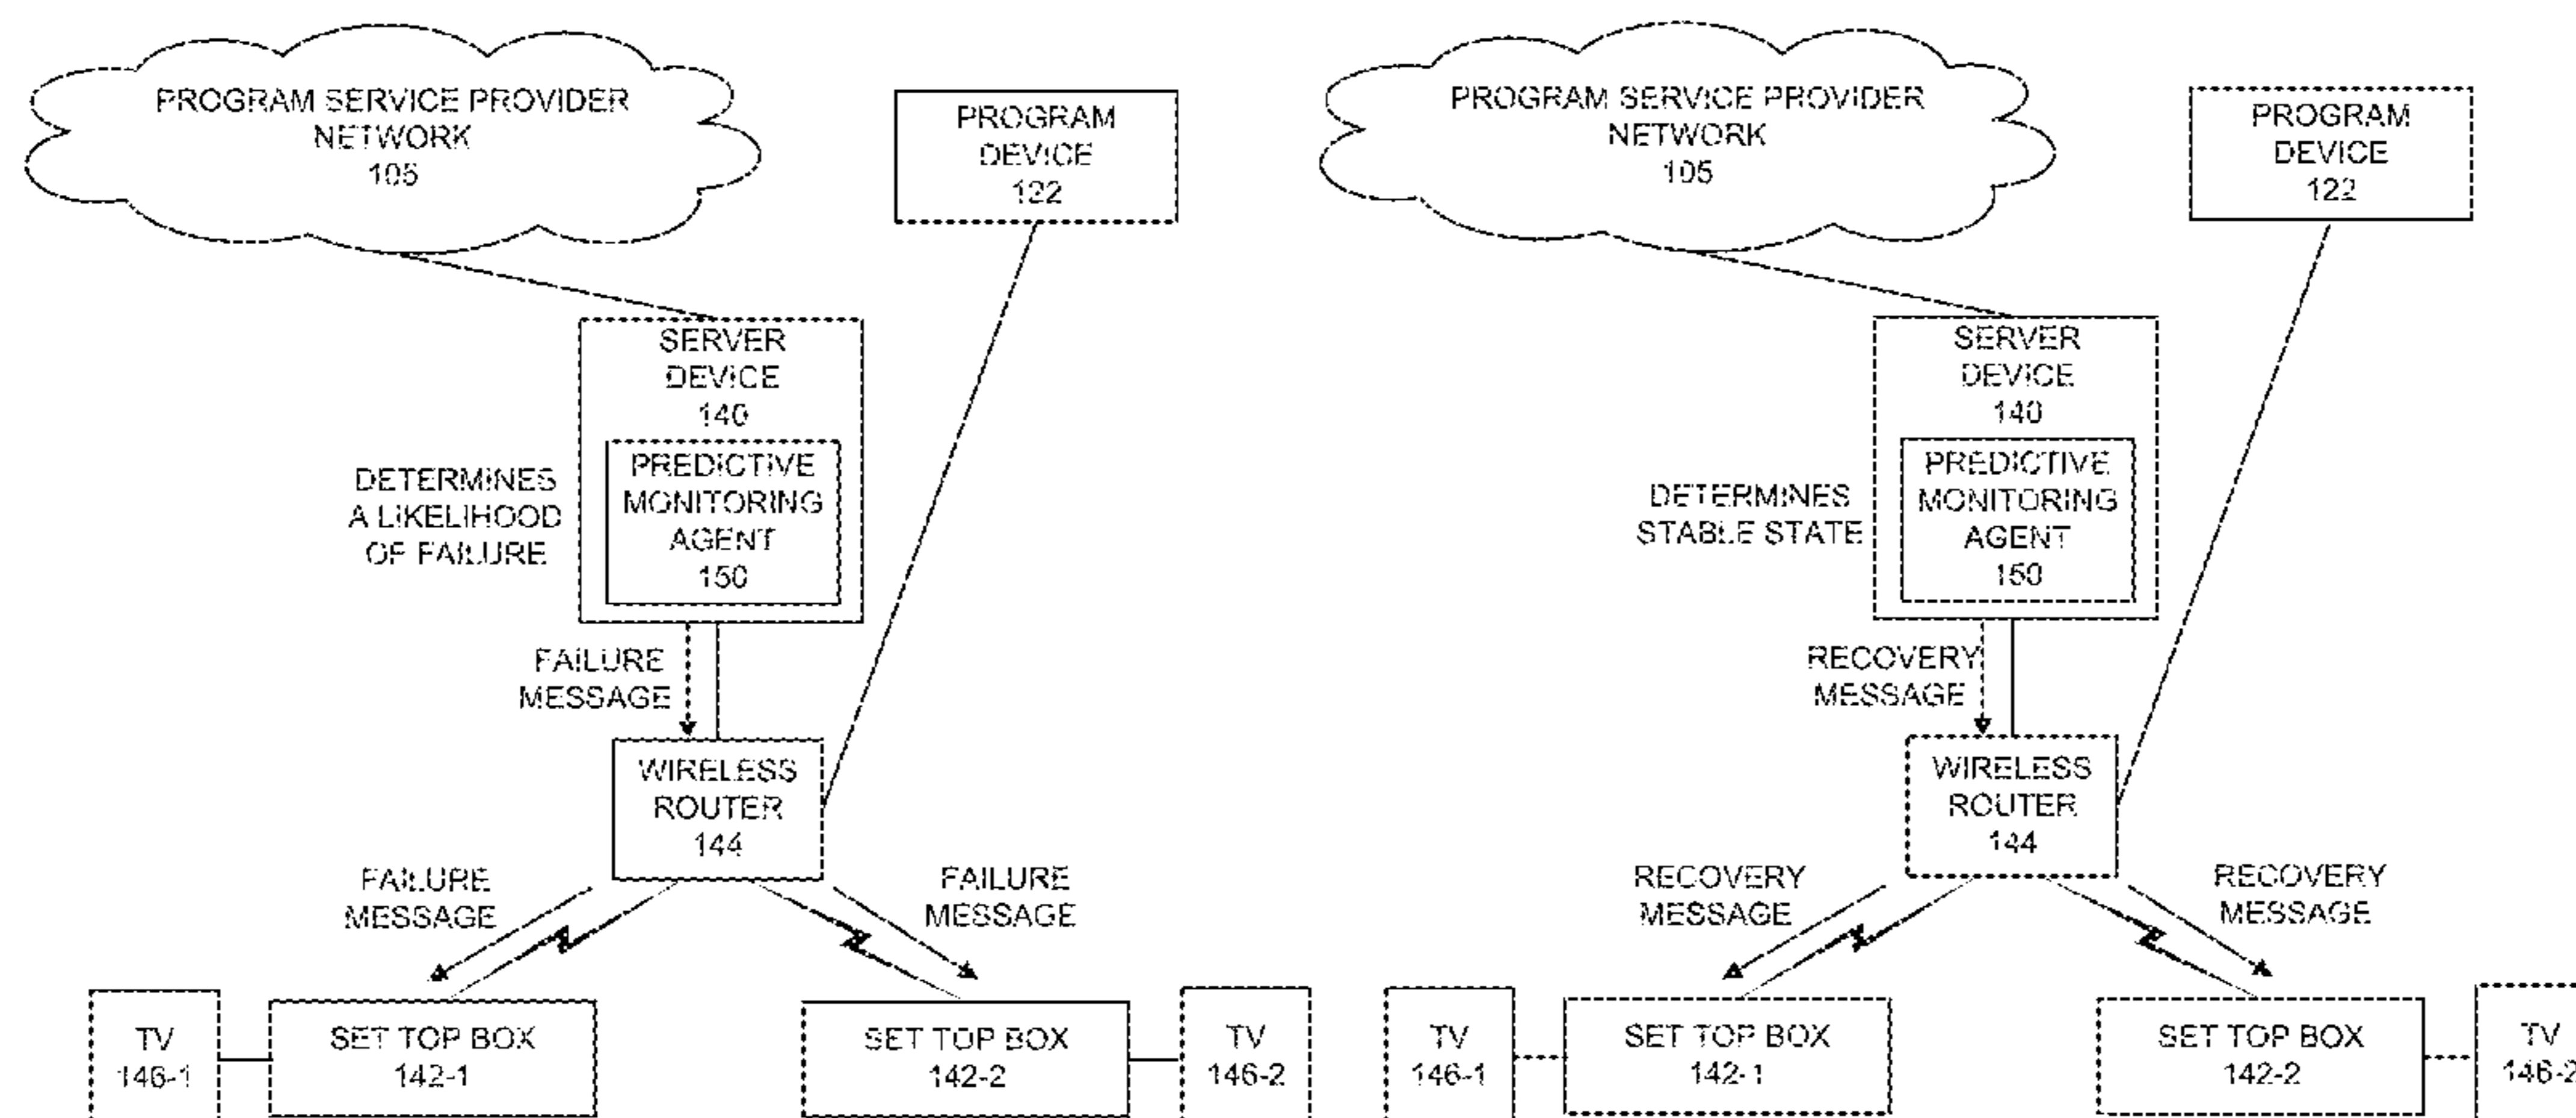 PROGRAM SERVICE PROVIDER
NETWORK
105
PROGRAM
DEVICE
122
SERVER
DEVICE
140
DETERMINES
A LIKELIHOOD
OF FAILURE
PREDICTIVE
MONITORING
AGENT
150
FAILURE
MESSAGE
WIRELESS
ROUTER
144
FAILURE
MESSAGE
FAILURE
MESSAGE
TV
146-1
SET TOP BOX
142-1
SET TOP BOX
142-2
TV
146-2
PROGRAM SERVICE PROVIDER
NETWORK
105
PROGRAM
DEVICE
122
SERVER
DEVICE
140
DETERMINES
STABLE STATE
PREDICTIVE
MONITORING
AGENT
150
RECOVERY
MESSAGE
WIRELESS
ROUTER
144
RECOVERY
MESSAGE
RECOVERY
MESSAGE
TV
146-1
SET TOP BOX
142-1
SET TOP BOX
142-2
TV
146-2